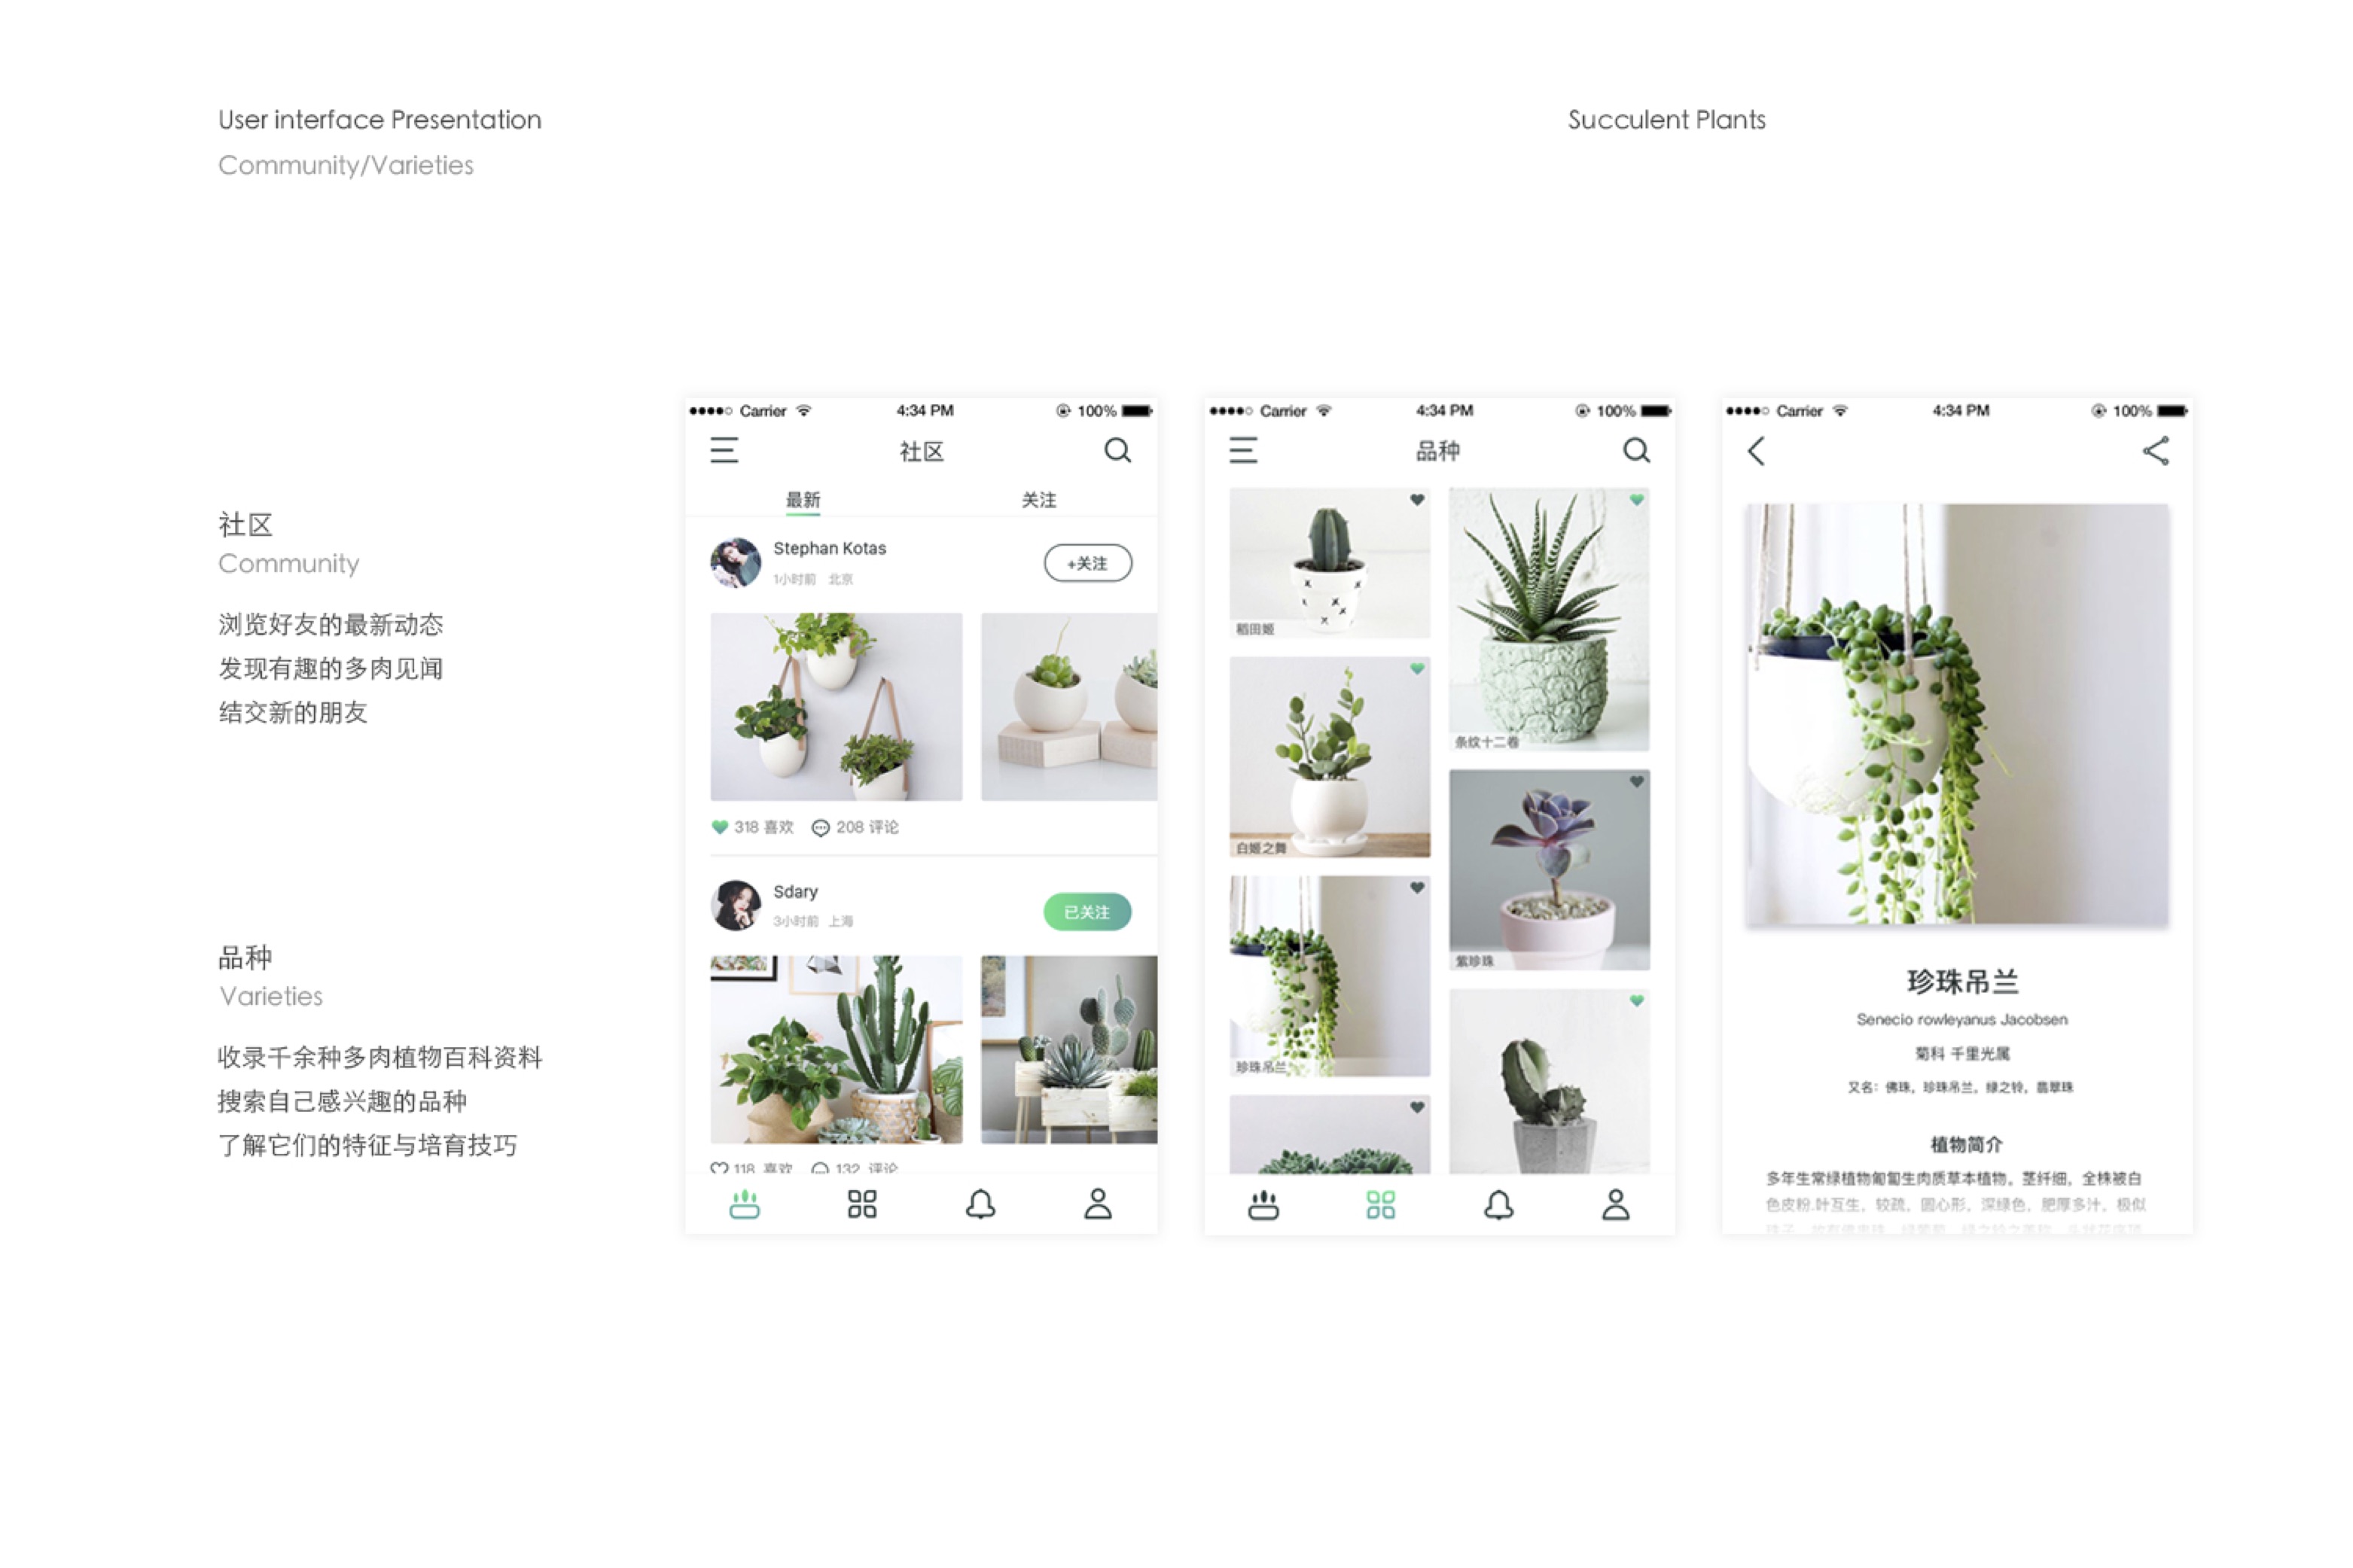 User interface Presentation
Community/Varieties
Succulent Plants
社区
Community
浏览好友的最新动态
发现有趣的多肉见闻
结交新的朋友
品种
Varieties
收录千余种多肉植物百科资料
搜索自己感兴趣的品种
了解它们的特征与培育技巧
Carrier 4:34 PM 100%
社区
最新 关注
Stephan Kotas
1小时前 北京
+关注
318 喜欢 208 评论
Sdary
3小时前 上海
已关注
118 喜欢 132 评论
Carrier 4:34 PM 100%
品种
稻田姬
条纹十二卷
白姬之舞
紫珍珠
珍珠吊兰
Carrier 4:34 PM 100%
珍珠吊兰
Senecio rowleyanus Jacobsen
菊科 千里光属
又名：佛珠，珍珠吊兰，绿之铃，翡翠珠
植物简介
多年生常绿植物匍匐生肉质草本植物。茎纤细，全株被白
色皮粉.叶互生，较疏，圆心形，深绿色，肥厚多汁，极似